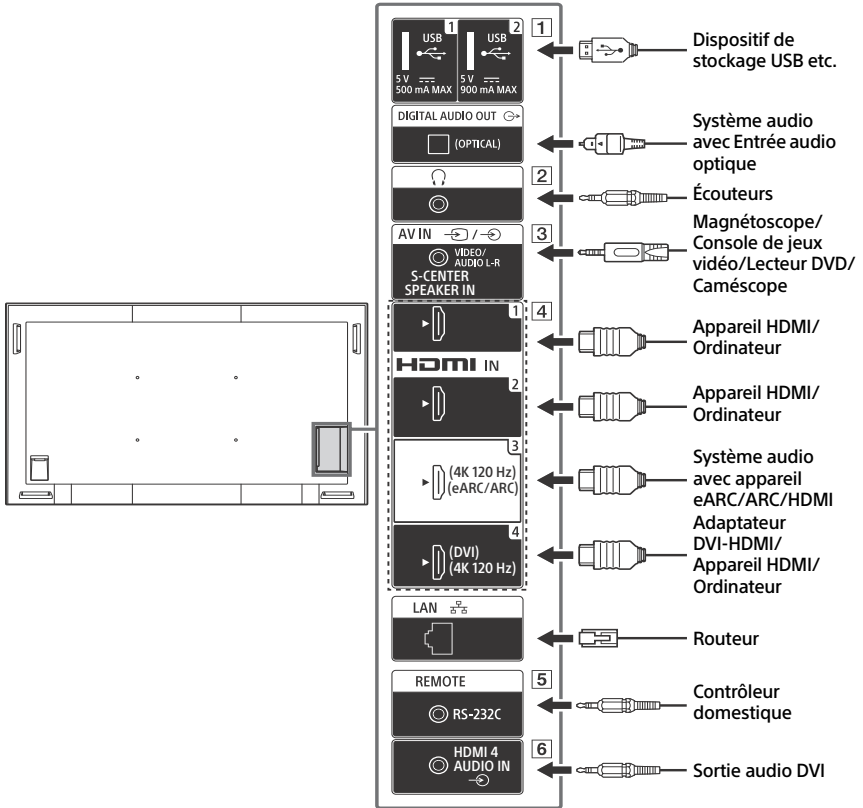 1
2
1
USB
USB
5 V
500 mA MAX
5 V
900 mA MAX
Dispositif de
stockage USB etc.
DIGITAL AUDIO OUT
(OPTICAL)
Système audio
avec Entrée audio
optique
2
Écouteurs
AV IN
/
3
VIDEO/
AUDIO L-R
S-CENTER
SPEAKER IN
Magnétoscope/
Console de jeux
vidéo/Lecteur DVD/
Caméscope
1
4
Appareil HDMI/
Ordinateur
HDMI IN
2
Appareil HDMI/
Ordinateur
3
(4K 120 Hz)
(eARC/ARC)
Système audio
avec appareil
eARC/ARC/HDMI
4
(DVI)
(4K 120 Hz)
Adaptateur
DVI-HDMI/
Appareil HDMI/
Ordinateur
LAN
Routeur
REMOTE
5
RS-232C
Contrôleur
domestique
6
HDMI 4
AUDIO IN
Sortie audio DVI